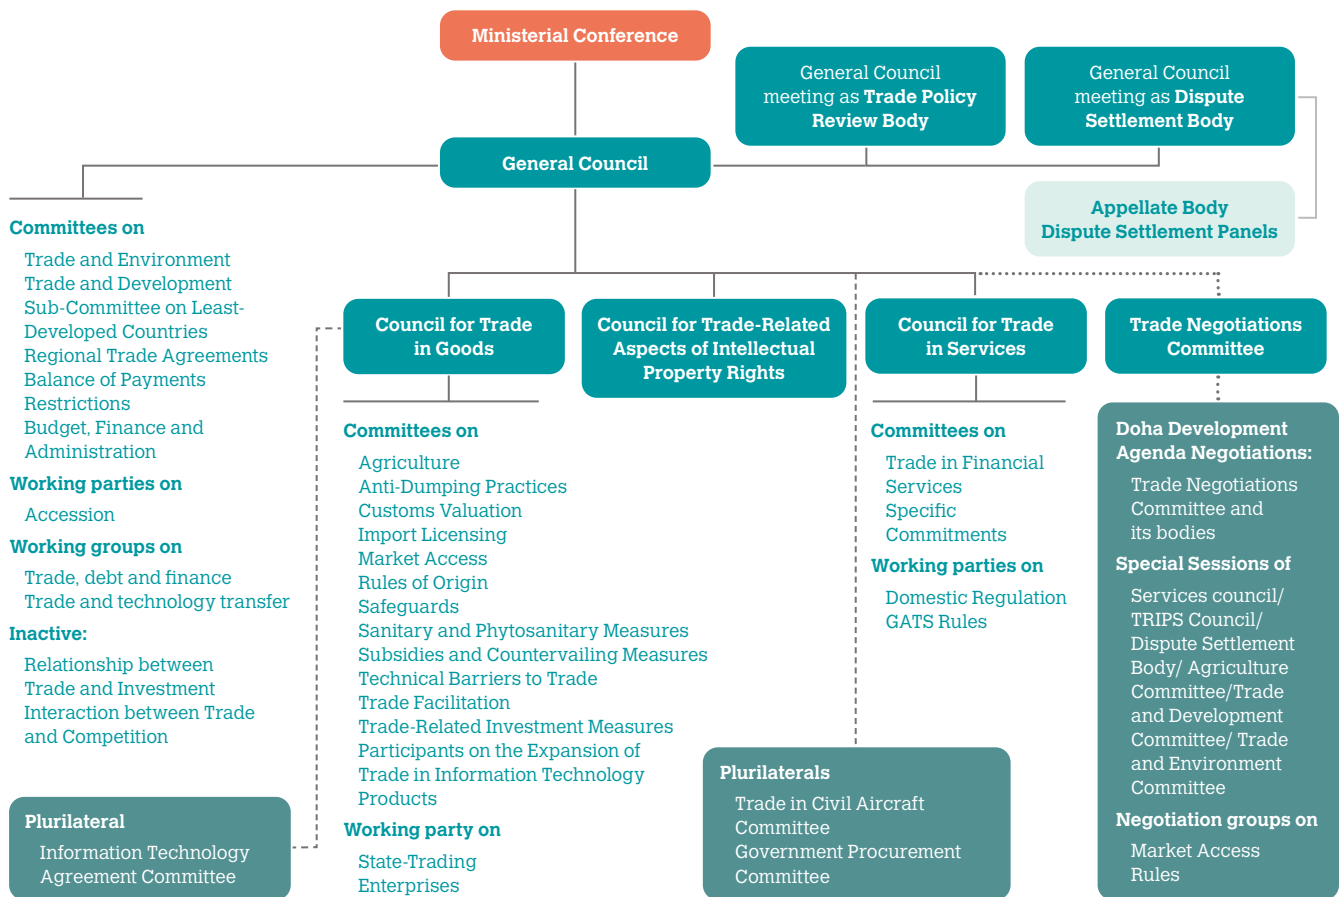 Ministerial Conference
General Council
meeting as Trade Policy
Review Body
General Council
meeting as Dispute
Settlement Body
General Council
Appellate Body
Dispute Settlement Panels
Committees on
Trade and Environment
Trade and Development
Sub-Committee on Least-
Developed Countries
Regional Trade Agreements
Balance of Payments
Restrictions
Budget, Finance and
Administration
Working parties on
Accession
Working groups on
Trade, debt and finance
Trade and technology transfer
Inactive:
Relationship between
Trade and Investment
Interaction between Trade
and Competition
Plurilateral
Information Technology
Agreement Committee
Council for Trade
in Goods
Committees on
Agriculture
Anti-Dumping Practices
Customs Valuation
Import Licensing
Market Access
Rules of Origin
Safeguards
Sanitary and Phytosanitary Measures
Subsidies and Countervailing Measures
Technical Barriers to Trade
Trade Facilitation
Trade-Related Investment Measures
Participants on the Expansion of
Trade in Information Technology
Products
Working party on
State-Trading
Enterprises
Council for Trade-Related
Aspects of Intellectual
Property Rights
Council for Trade
in Services
Committees on
Trade in Financial
Services
Specific
Commitments
Working parties on
Domestic Regulation
GATS Rules
Plurilaterals
Trade in Civil Aircraft
Committee
Government Procurement
Committee
Trade Negotiations
Committee
Doha Development
Agenda Negotiations:
Trade Negotiations
Committee and
its bodies
Special Sessions of
Services council/
TRIPS Council/
Dispute Settlement
Body/ Agriculture
Committee/Trade
and Development
Committee/ Trade
and Environment
Committee
Negotiation groups on
Market Access
Rules